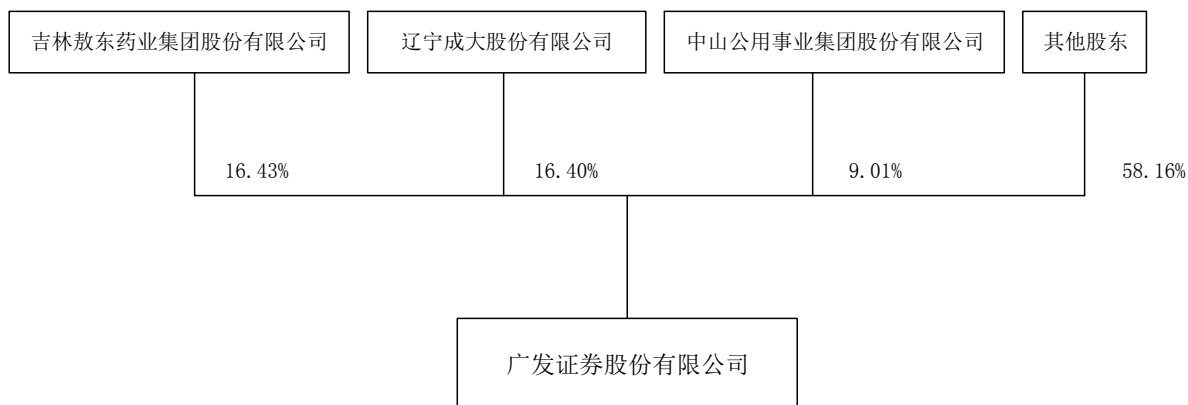 吉林敖东药业集团股份有限公司
辽宁成大股份有限公司
中山公用事业集团股份有限公司
其他股东
16.43%
16.40%
9.01%
58.16%
广发证券股份有限公司